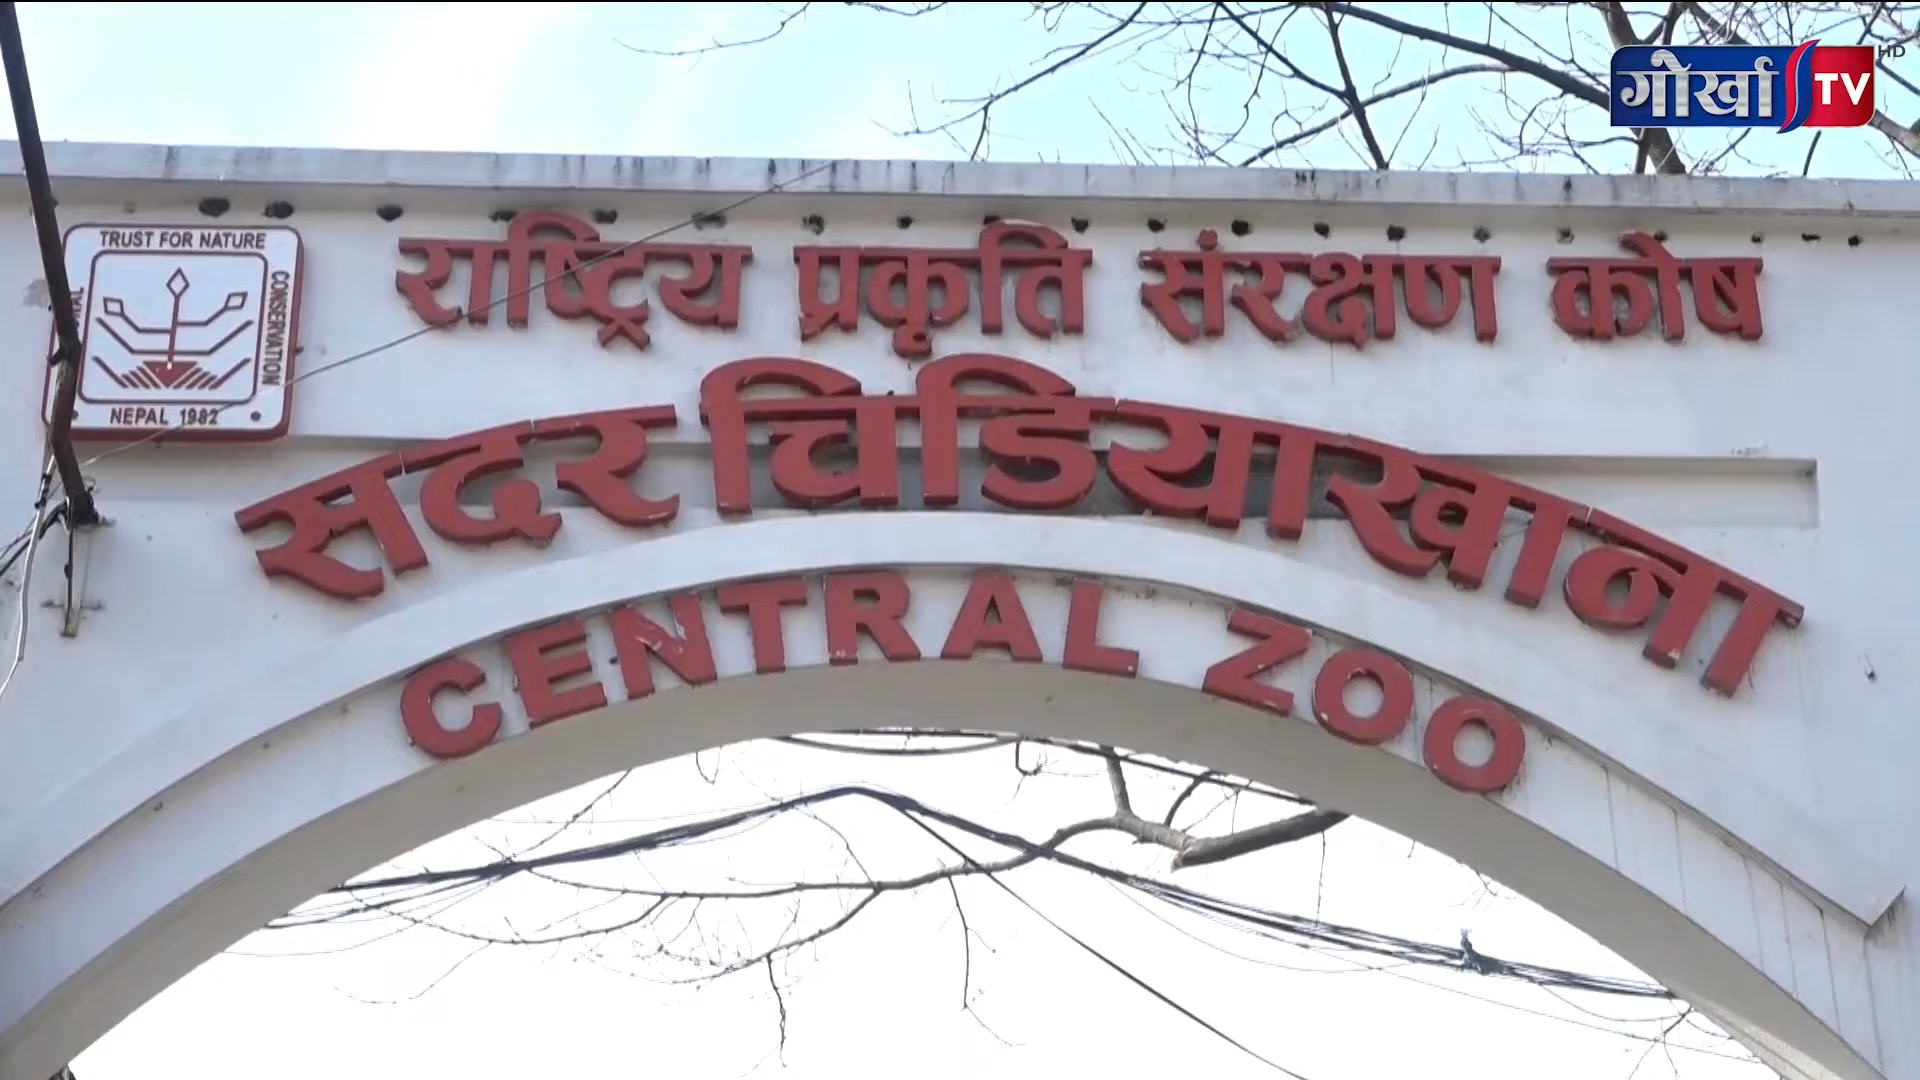 गोर्खा TV HD
TRUST FOR NATURE
CONSERVATION
NEPAL 1982
राष्ट्रिय प्रकृति संरक्षण कोष
सदर चिडियाखाना
CENTRAL ZOO